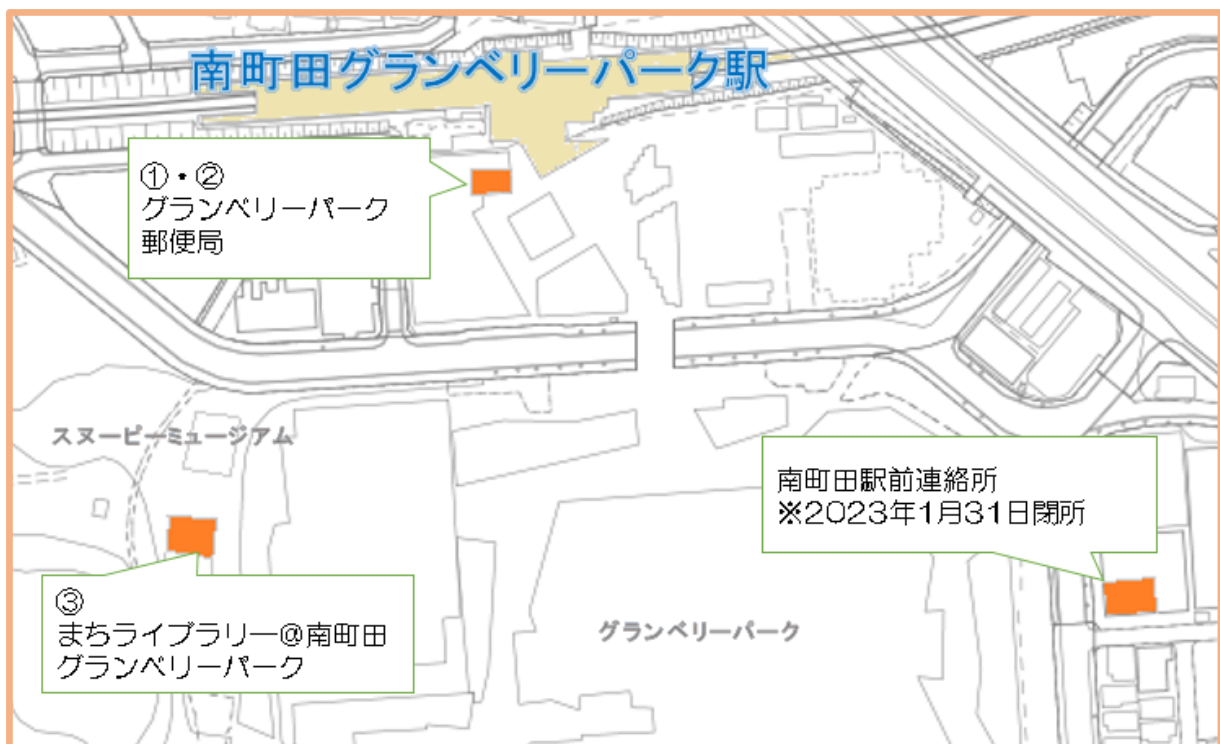 南町田グランベリーパーク駅
①・②
グランベリーパーク
郵便局
スヌーピーミュージアム
南町田駅前連絡所
※2023年1月31日閉所
③
まちライブラリー@南町田
グランベリーパーク
グランベリーパーク